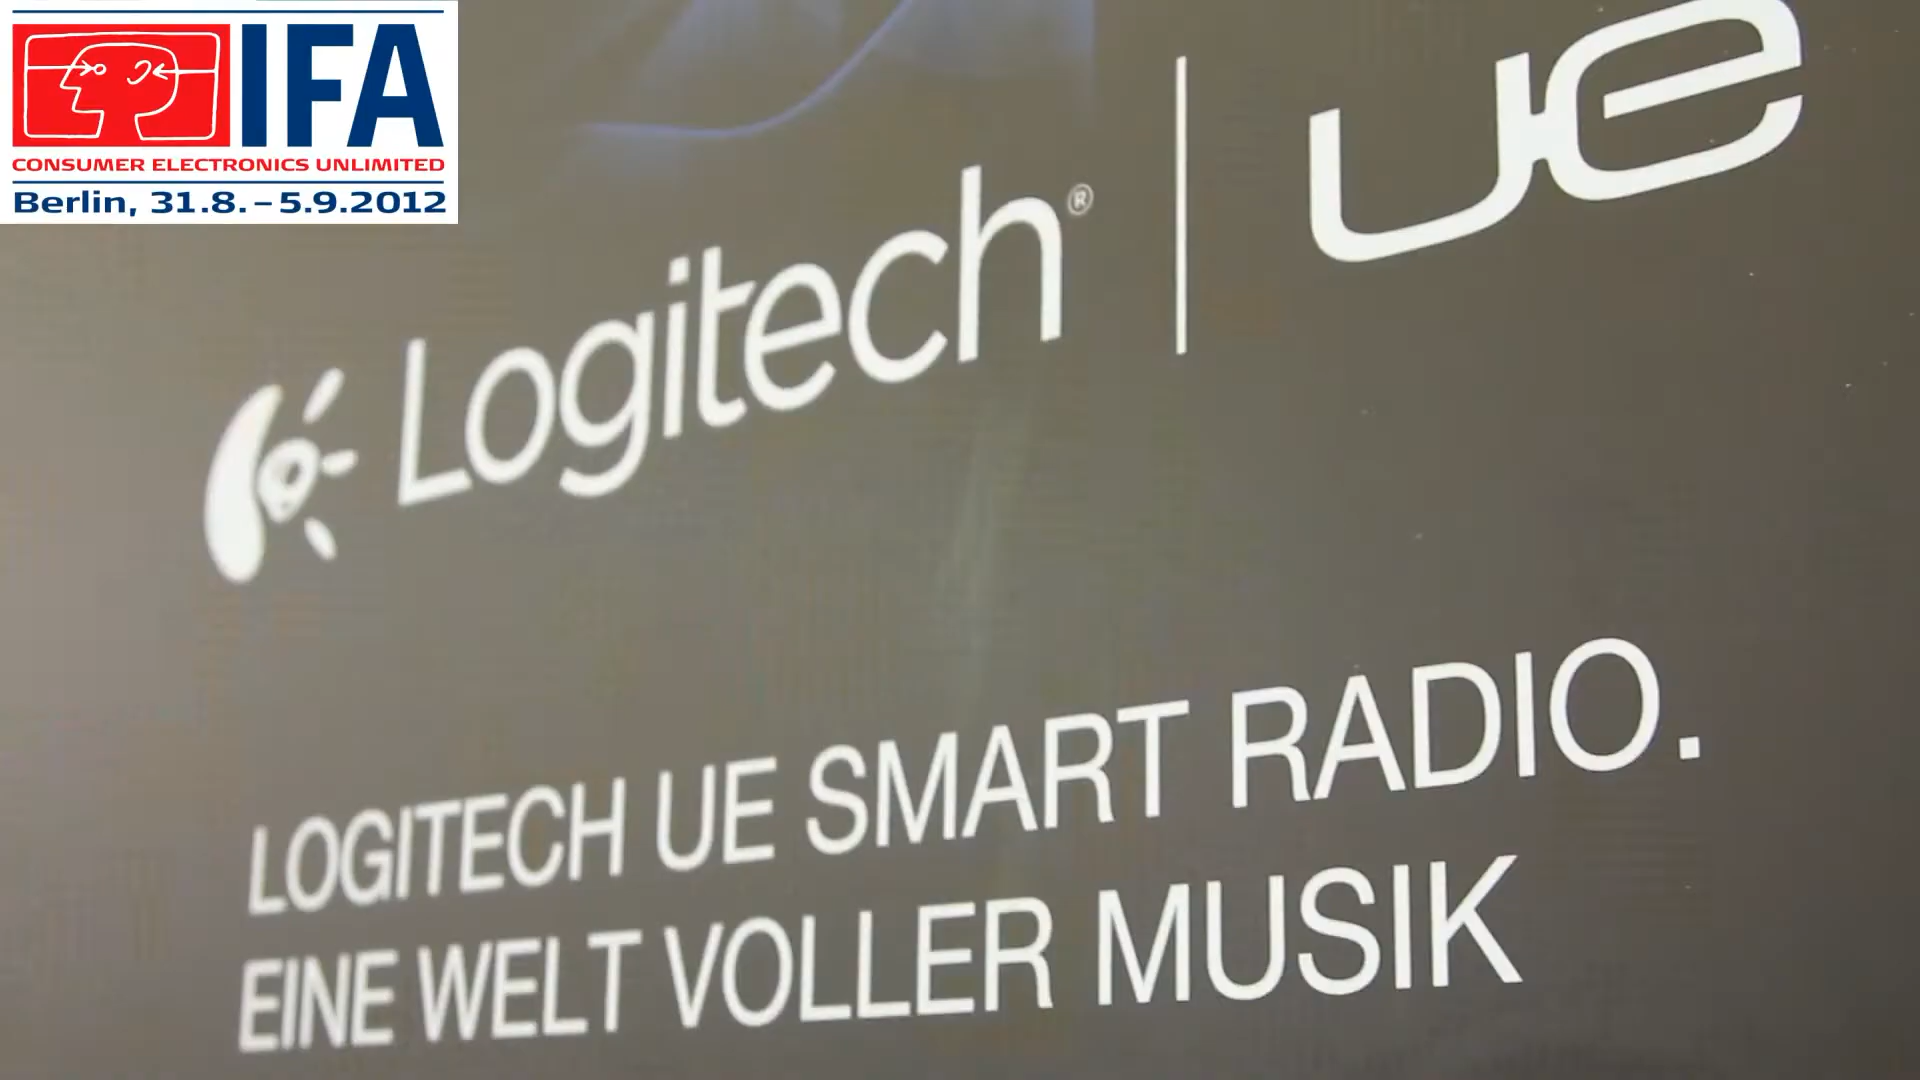 IFA
CONSUMER ELECTRONICS UNLIMITED
Berlin, 31.8. – 5.9.2012
Logitech® | ue
LOGITECH UE SMART RADIO.
EINE WELT VOLLER MUSIK